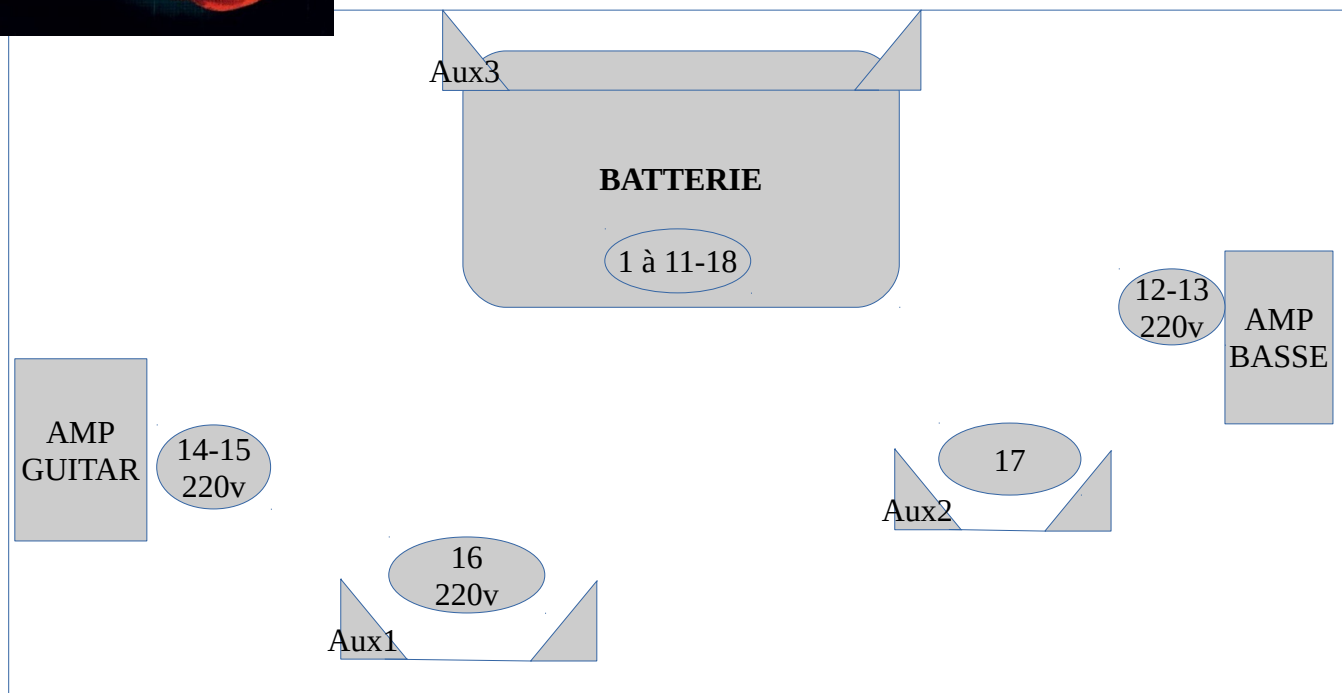 Aux3
BATTERIE
1 à 11-18
12-13
220v
AMP
BASSE
AMP
GUITAR
14-15
220v
17
Aux2
16
220v
Aux1